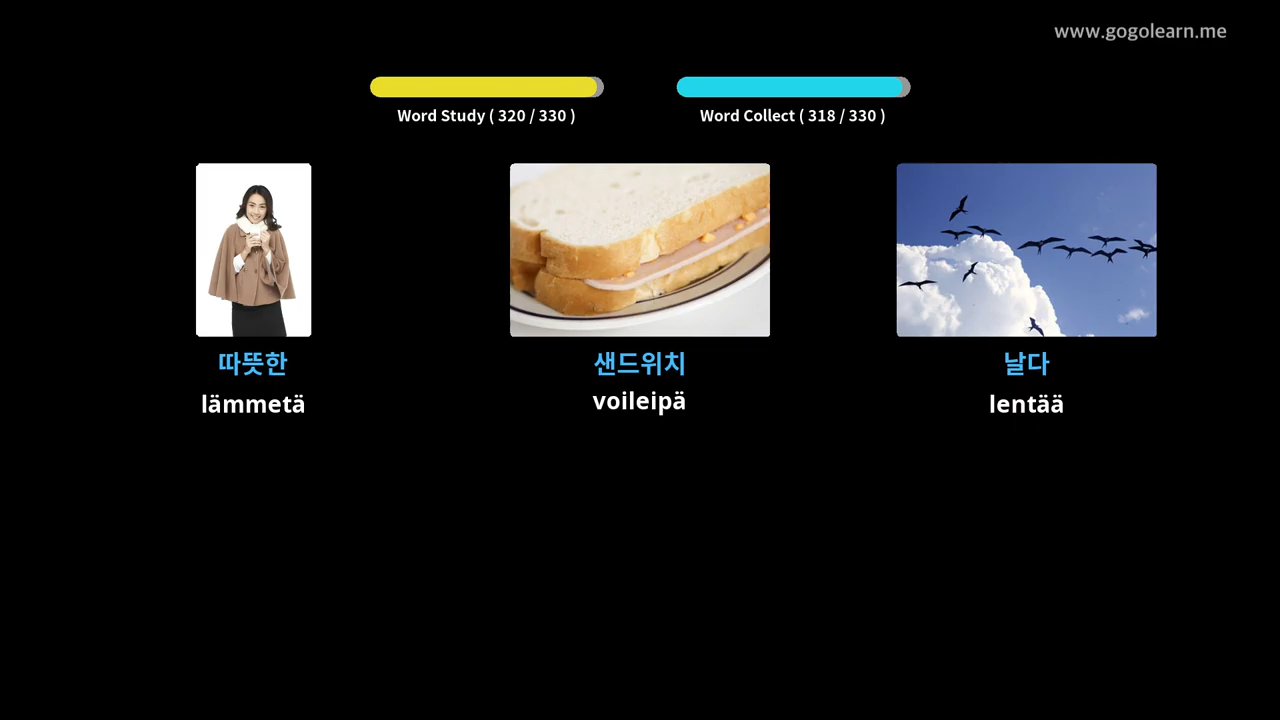 www.gogolearn.me
Word Study ( 320 / 330 )
Word Collect ( 318 / 330 )
따뜻한
lämmetä
샌드위치
voileipä
날다
lentää